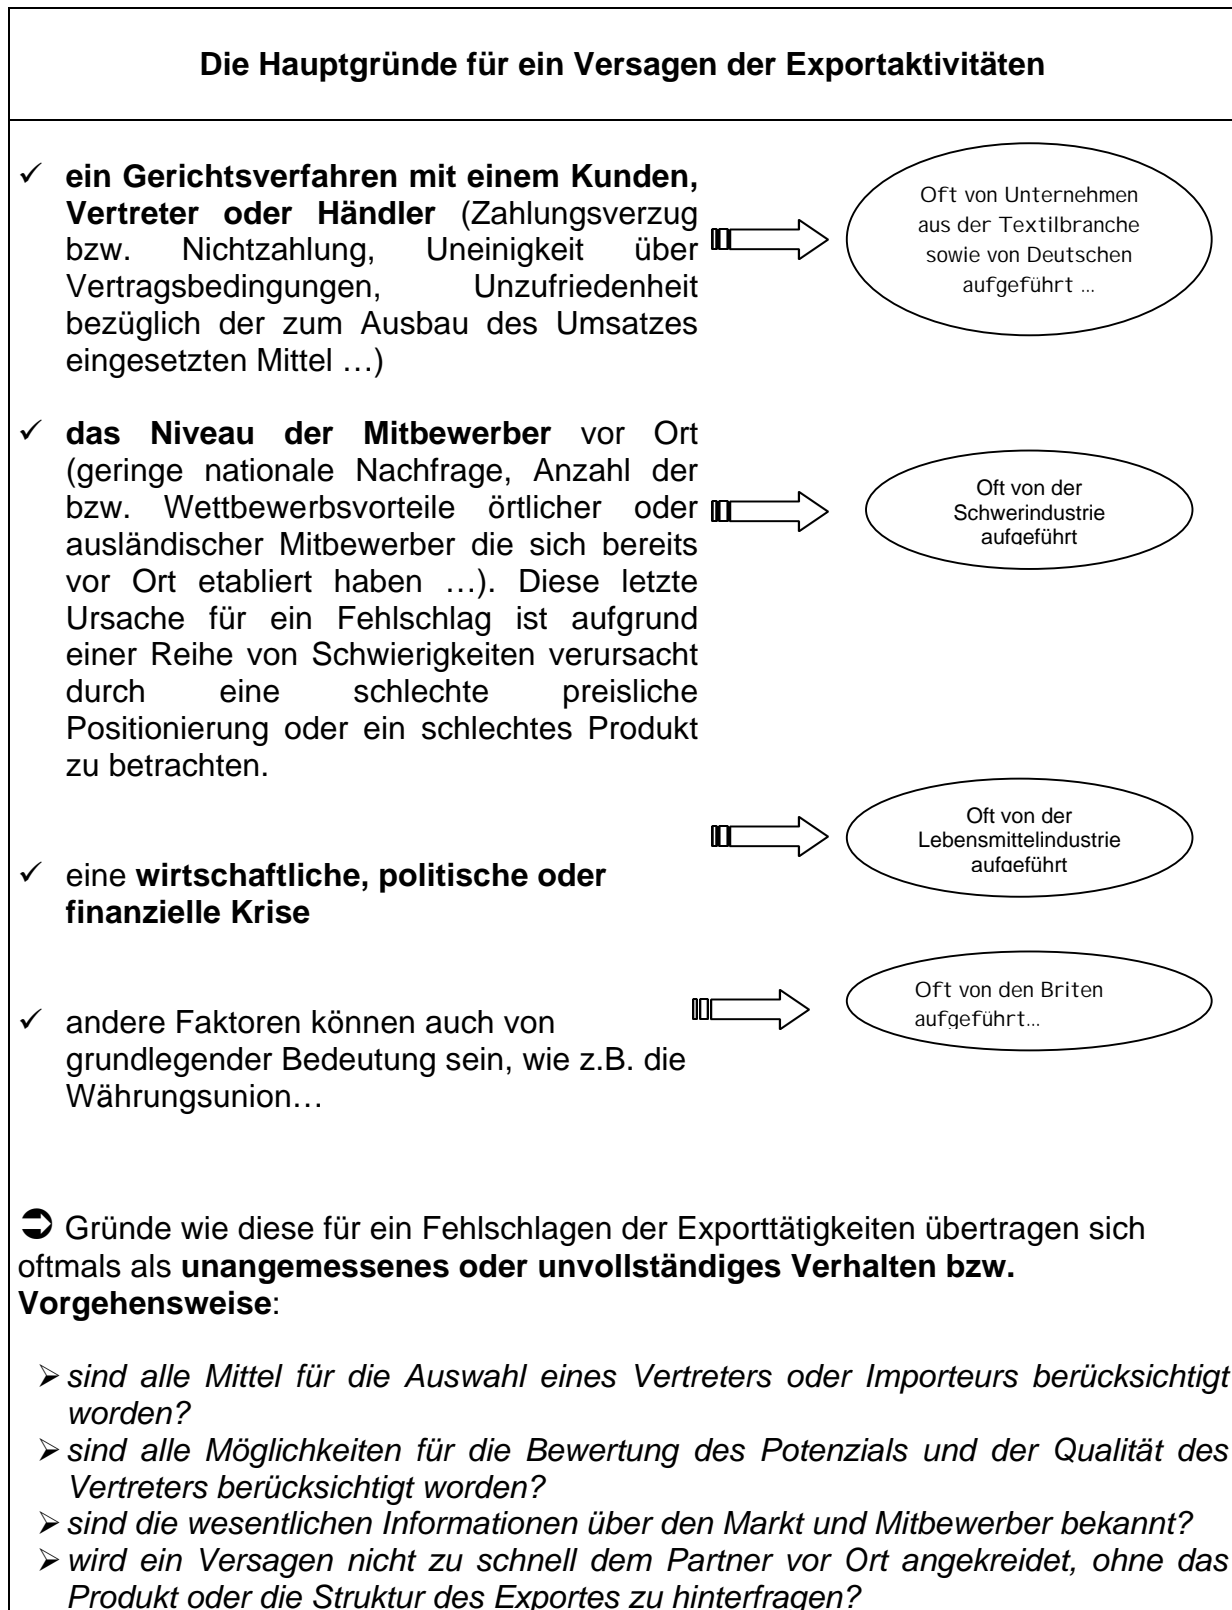 Die Hauptgründe für ein Versagen der Exportaktivitäten
✓ ein Gerichtsverfahren mit einem Kunden,
Vertreter oder Händler (Zahlungsverzug
bzw. Nichtzahlung, Uneinigkeit über
Vertragsbedingungen, Unzufriedenheit
bezüglich der zum Ausbau des Umsatzes
eingesetzten Mittel …)
Oft von Unternehmen
aus der Textilbranche
sowie von Deutschen
aufgeführt …
✓ das Niveau der Mitbewerber vor Ort
(geringe nationale Nachfrage, Anzahl der
bzw. Wettbewerbsvorteile örtlicher oder
ausländischer Mitbewerber die sich bereits
vor Ort etabliert haben …). Diese letzte
Ursache für ein Fehlschlag ist aufgrund
einer Reihe von Schwierigkeiten verursacht
durch eine schlechte preisliche
Positionierung oder ein schlechtes Produkt
zu betrachten.
Oft von der
Schwerindustrie
aufgeführt
✓ eine wirtschaftliche, politische oder
finanzielle Krise
Oft von der
Lebensmittelindustrie
aufgeführt
✓ andere Faktoren können auch von
grundlegender Bedeutung sein, wie z.B. die
Währungsunion…
Oft von den Briten
aufgeführt…
➲ Gründe wie diese für ein Fehlschlagen der Exporttätigkeiten übertragen sich
oftmals als unangemessenes oder unvollständiges Verhalten bzw.
Vorgehensweise:
➢ sind alle Mittel für die Auswahl eines Vertreters oder Importeurs berücksichtigt
worden?
➢ sind alle Möglichkeiten für die Bewertung des Potenzials und der Qualität des
Vertreters berücksichtigt worden?
➢ sind die wesentlichen Informationen über den Markt und Mitbewerber bekannt?
➢ wird ein Versagen nicht zu schnell dem Partner vor Ort angekreidet, ohne das
Produkt oder die Struktur des Exportes zu hinterfragen?